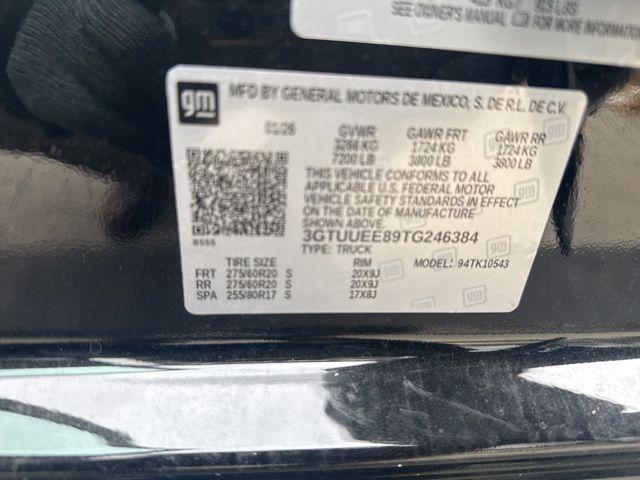 SEE OWNER'S MANUAL FOR MORE INFORMATION
gm MFD BY GENERAL MOTORS DE MEXICO, S. DE R.L. DE C.V.
01/26 GVWR GAWR FRT GAWR RR
3266 KG 1724 KG 1724 KG
7200 LB 3800 LB 3800 LB
THIS VEHICLE CONFORMS TO ALL
APPLICABLE U.S. FEDERAL MOTOR
VEHICLE SAFETY STANDARDS IN EFFECT
ON THE DATE OF MANUFACTURE
SHOWN ABOVE.
3GTUUEE89TG246384
TYPE: TRUCK
TIRE SIZE RIM MODEL: 94TK10543
FRT 275/60R20 S 20X9J
RR 275/60R20 S 20X9J
SPA 255/80R17 S 17X8J